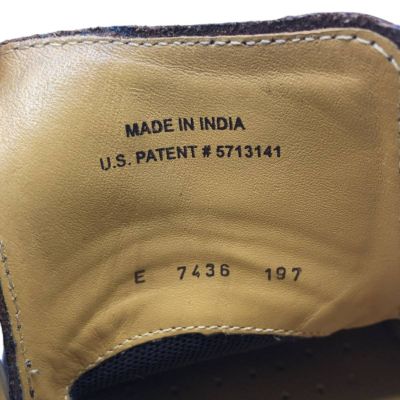 MADE IN INDIA
U.S. PATENT # 5713141
E 7436 197